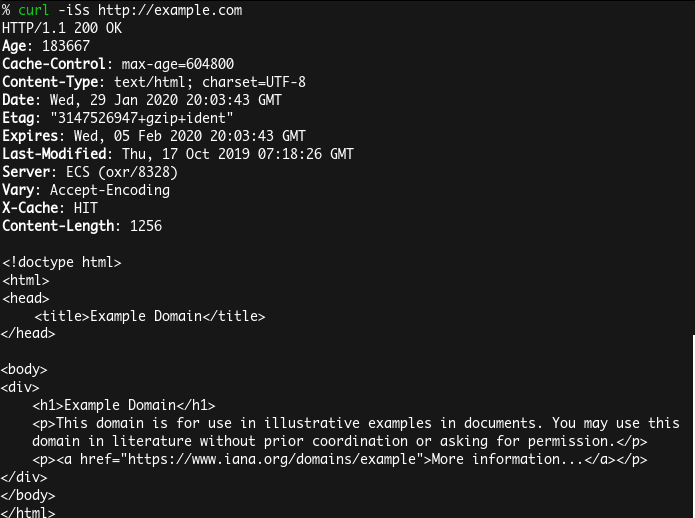 % curl -iSs http://example.com
HTTP/1.1 200 OK
Age: 183667
Cache-Control: max-age=604800
Content-Type: text/html; charset=UTF-8
Date: Wed, 29 Jan 2020 20:03:43 GMT
Etag: "3147526947+gzip+ident"
Expires: Wed, 05 Feb 2020 20:03:43 GMT
Last-Modified: Thu, 17 Oct 2019 07:18:26 GMT
Server: ECS (oxr/8328)
Vary: Accept-Encoding
X-Cache: HIT
Content-Length: 1256

<!doctype html>
<html>
<head>
    <title>Example Domain</title>
</head>

<body>
<div>
    <h1>Example Domain</h1>
    <p>This domain is for use in illustrative examples in documents. You may use this
    domain in literature without prior coordination or asking for permission.</p>
    <p><a href="https://www.iana.org/domains/example">More information...</a></p>
</div>
</body>
</html>